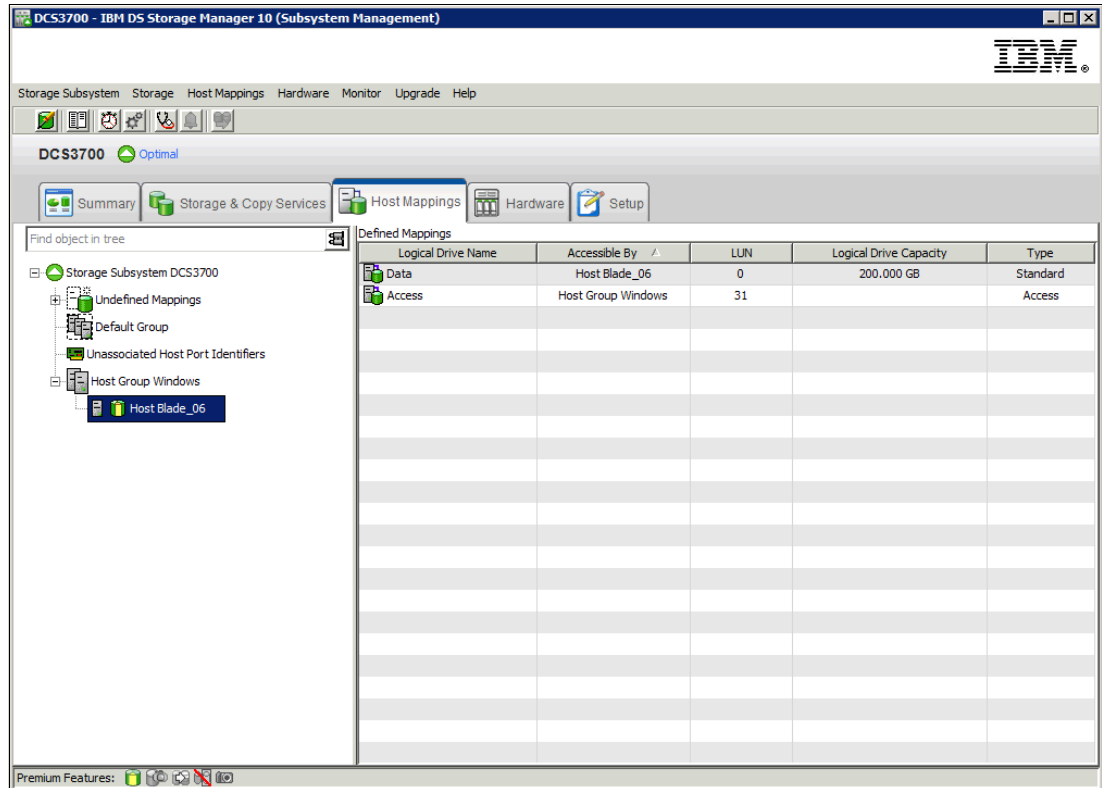 DCS3700 - IBM DS Storage Manager 10 (Subsystem Management)
IBM®
Storage Subsystem Storage Host Mappings Hardware Monitor Upgrade Help
DCS3700 Optimal
Summary Storage & Copy Services Host Mappings Hardware Setup
Find object in tree
Storage Subsystem DCS3700
Undefined Mappings
Default Group
Unassociated Host Port Identifiers
Host Group Windows
Host Blade_06
Defined Mappings
Logical Drive Name Accessible By LUN Logical Drive Capacity Type
Data Host Blade_06 0 200.000 GB Standard
Access Host Group Windows 31 Access
Premium Features: